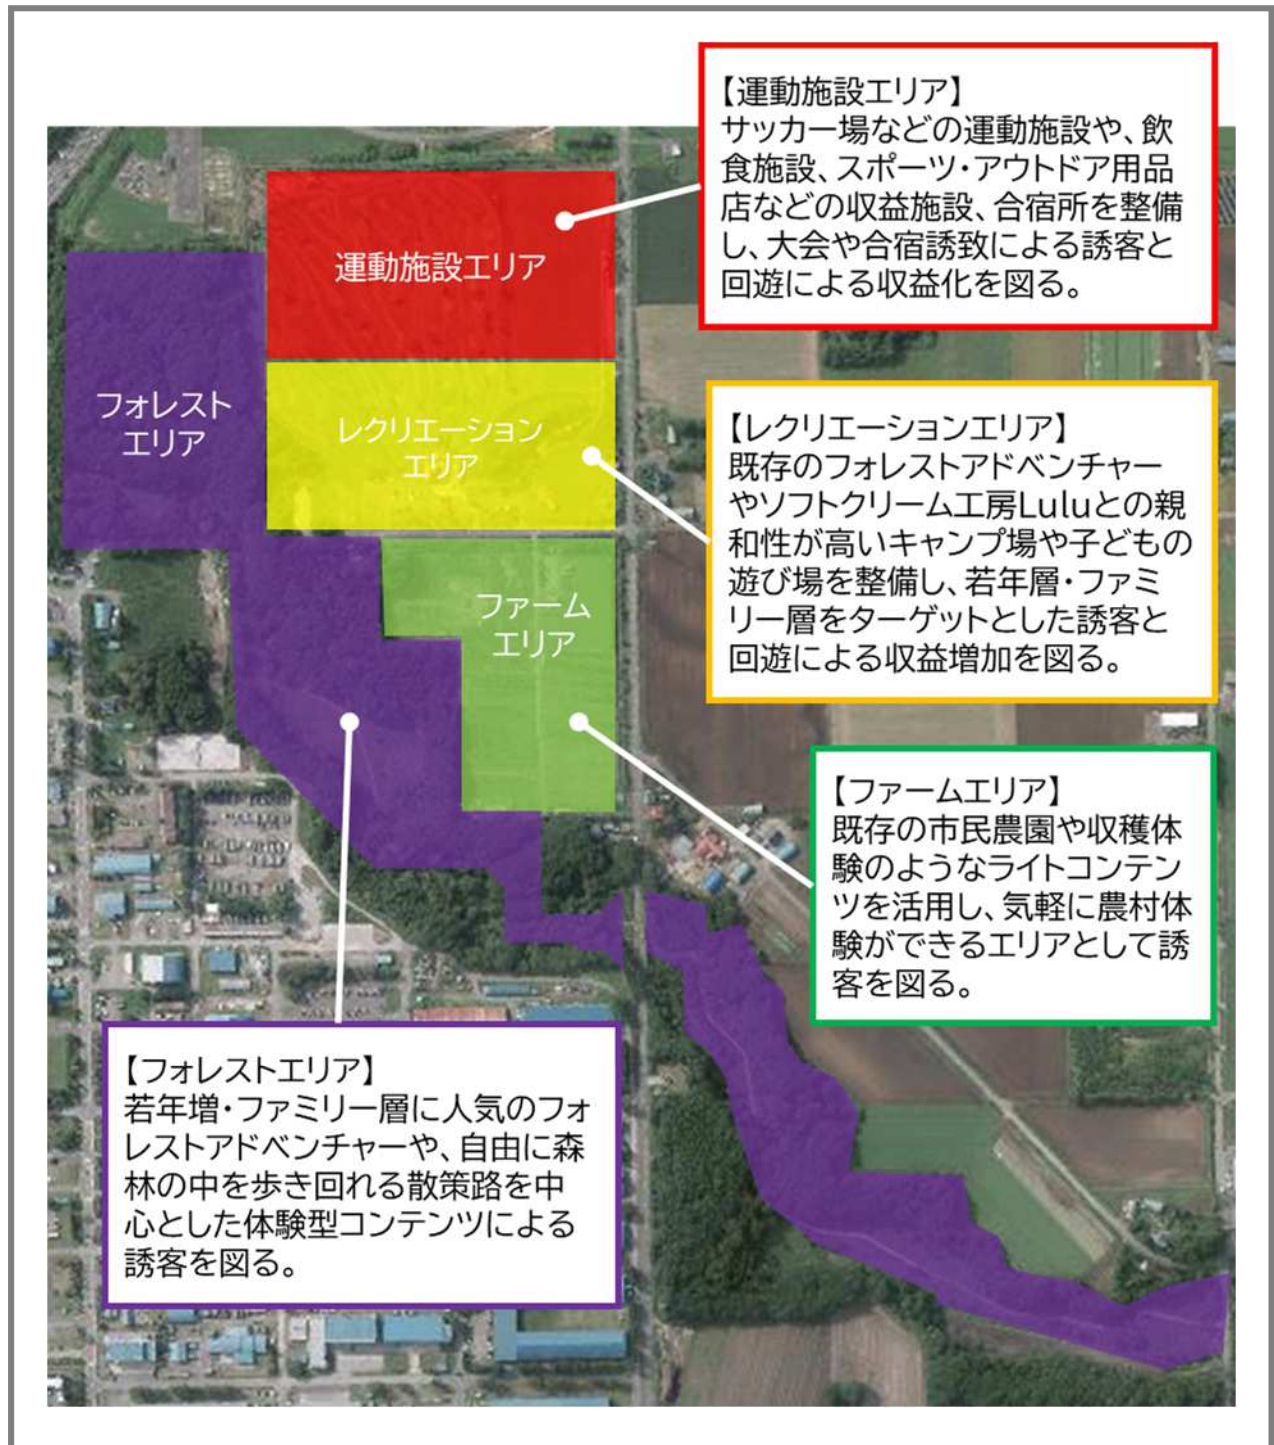 【運動施設エリア】
サッカー場などの運動施設や、飲
食施設、スポーツ・アウトドア用品
店などの収益施設、合宿所を整備
し、大会や合宿誘致による誘客と
回遊による収益化を図る。
運動施設エリア
フォレスト
エリア
レクリエーション
エリア
【レクリエーションエリア】
既存のフォレストアドベンチャー
やソフトクリーム工房Luluとの親
和性が高いキャンプ場や子どもの
遊び場を整備し、若年層・ファミ
リー層をターゲットとした誘客と
回遊による収益増加を図る。
ファーム
エリア
【ファームエリア】
既存の市民農園や収穫体
験のようなライトコンテン
ツを活用し、気軽に農村体
験ができるエリアとして誘
客を図る。
【フォレストエリア】
若年増・ファミリー層に人気のフォ
レストアドベンチャーや、自由に森
林の中を歩き回れる散策路を中
心とした体験型コンテンツによる
誘客を図る。